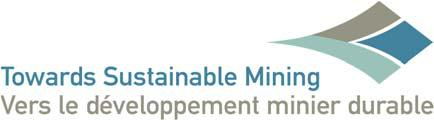 Towards Sustainable Mining
Vers le développement minier durable